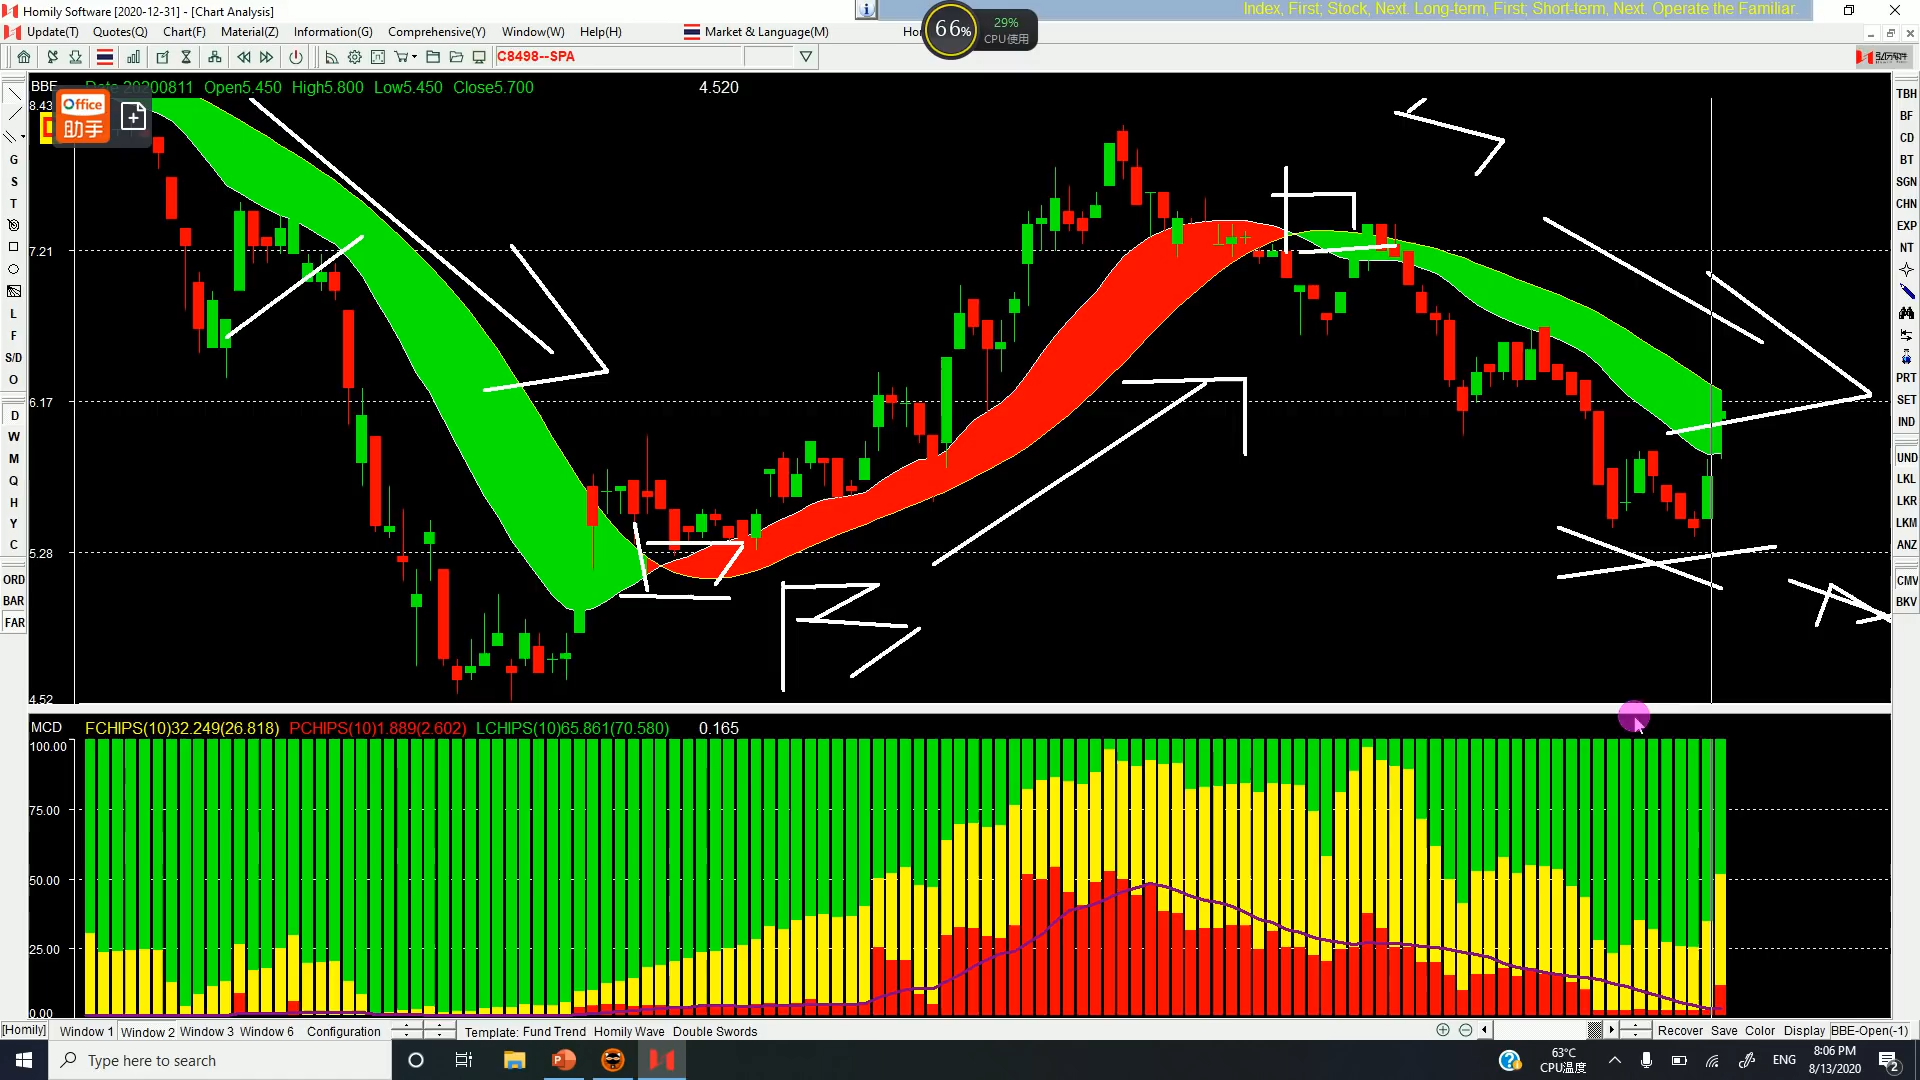 Homily Software [2020-12-31] - [Chart Analysis]
Index, First; Stock, Next. Long-term, First; Short-term, Next. Operate the Familiar.
66%
29%
CPU使用
Update(T) Quotes(Q) Chart(F) Material(Z) Information(G) Comprehensive(Y) Window(W) Help(H) Market & Language(M) Hor
C8498--SPA
BBE Date 20200811 Open5.450 High5.800 Low5.450 Close5.700 4.520
Office
助手
8.43
7.21
6.17
5.28
4.52
G
S
T
L
F
S/D
O
D
W
M
Q
H
Y
C
ORD
BAR
FAR
TBH
BF
CD
BT
SGN
CHN
EXP
NT
PRT
SET
IND
UND
LKL
LKR
LKM
ANZ
CMV
BKV
MCD FCHIPS(10)32.249(26.818) PCHIPS(10)1.889(2.602) LCHIPS(10)65.861(70.580) 0.165
100.00
75.00
50.00
25.00
0.00
[Homily] Window 1 Window 2 Window 3 Window 6 Configuration Template: Fund Trend Homily Wave Double Swords Recover Save Color Display BBE-Open(-1)
Type here to search
63°C
CPU温度
ENG
8:06 PM
8/13/2020
2